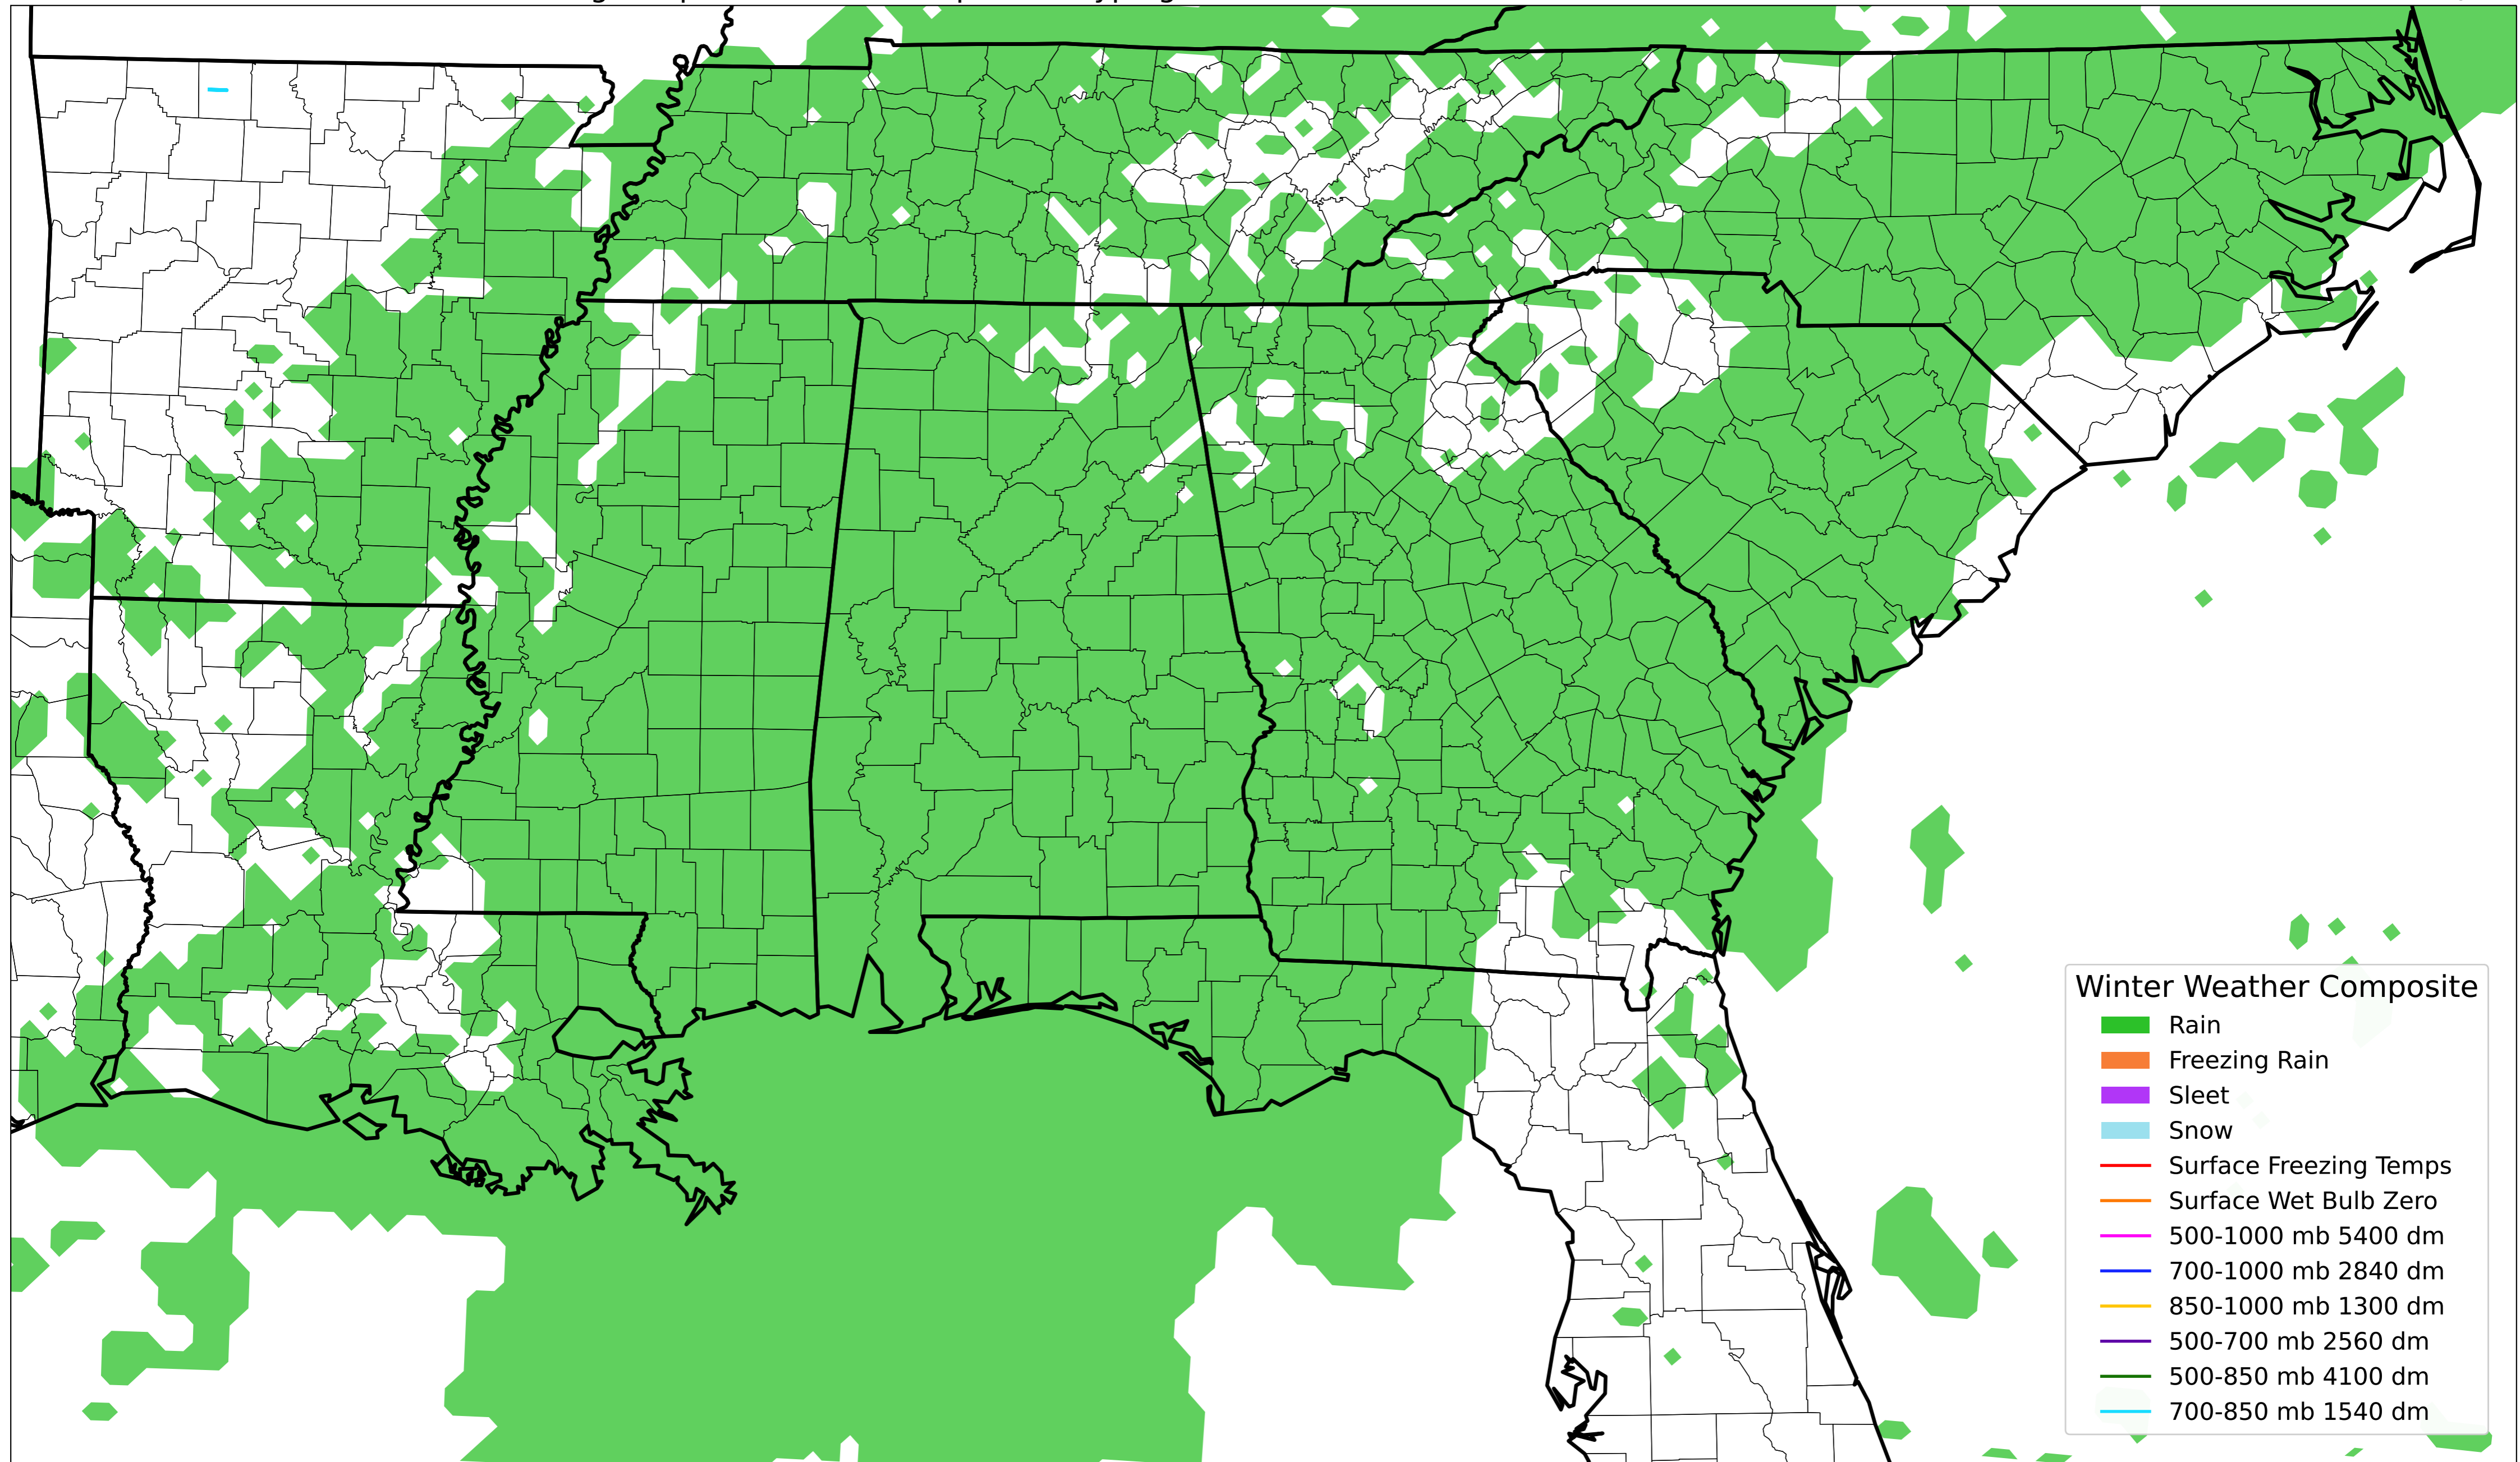 Winter Weather Composite
Rain
Freezing Rain
Sleet
Snow
Surface Freezing Temps
Surface Wet Bulb Zero
500-1000 mb 5400 dm
700-1000 mb 2840 dm
850-1000 mb 1300 dm
500-700 mb 2560 dm
500-850 mb 4100 dm
700-850 mb 1540 dm